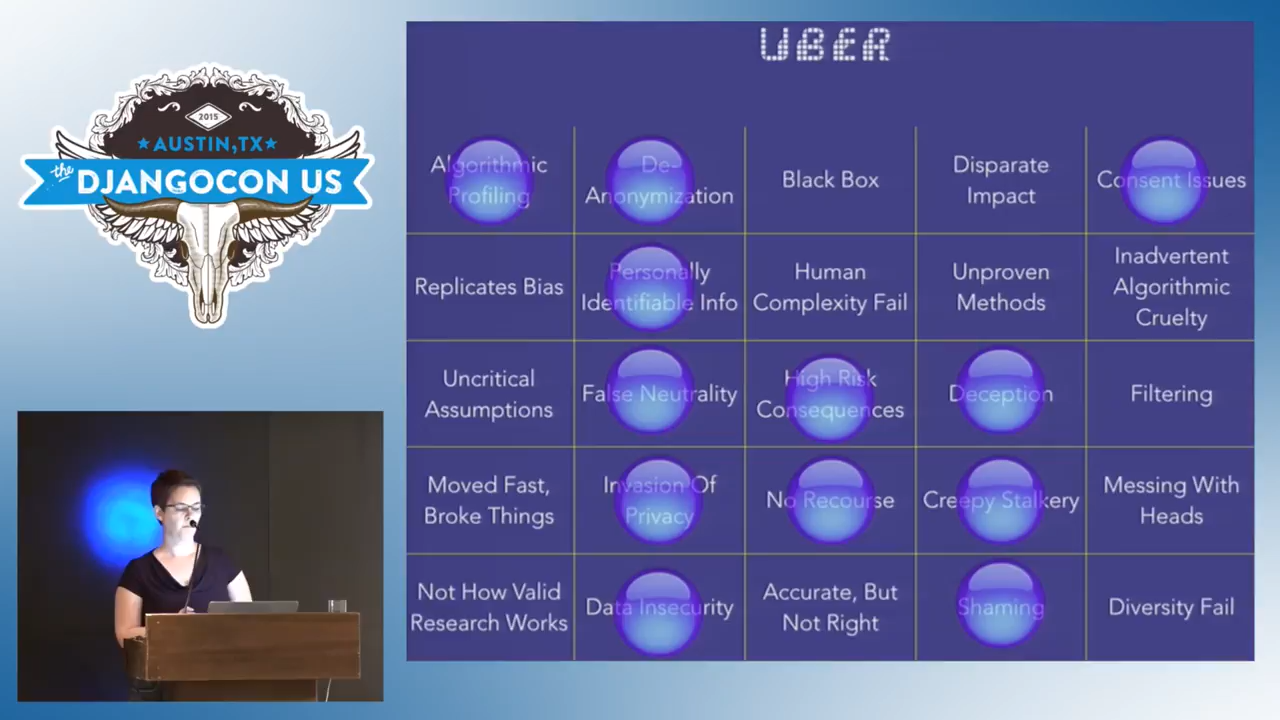 2015
AUSTIN, TX
the
DJANGOCON US
UBER
Algorithmic
Profiling
De-
Anonymization
Black Box
Disparate
Impact
Consent Issues
Replicates Bias
Personally
Identifiable Info
Human
Complexity Fail
Unproven
Methods
Inadvertent
Algorithmic
Cruelty
Uncritical
Assumptions
False Neutrality
High Risk
Consequences
Deception
Filtering
Moved Fast,
Broke Things
Invasion Of
Privacy
No Recourse
Creepy Stalkery
Messing With
Heads
Not How Valid
Research Works
Data Insecurity
Accurate, But
Not Right
Shaming
Diversity Fail